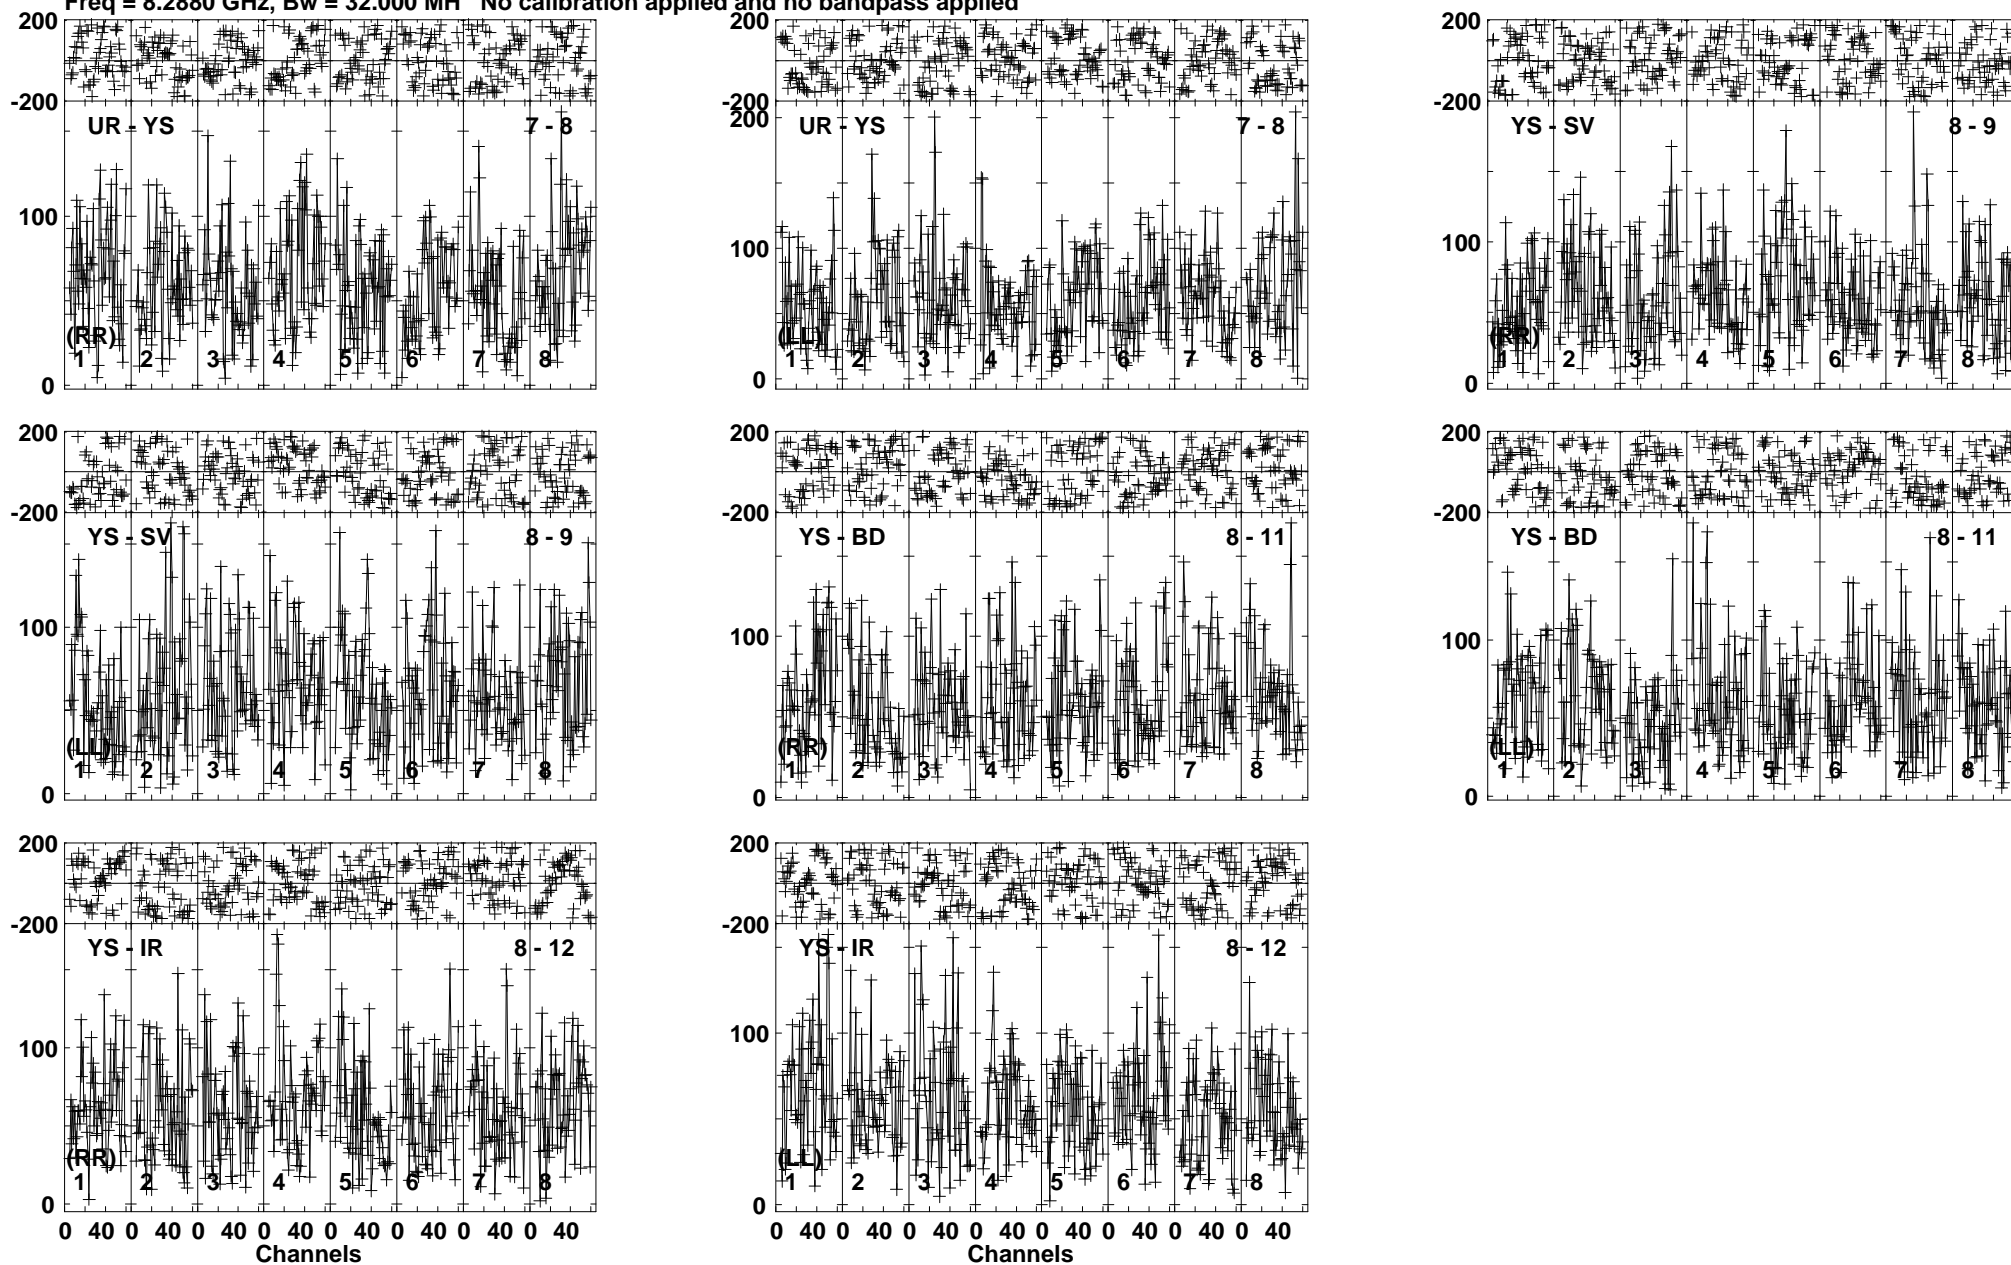 Freq = 8.2880 GHz, Bw = 32.000 MH No calibration applied and no bandpass applied
200
-200
UR - YS 7 - 8
100
(RR)
1 2 3 4 5 6 7 8
0
200
-200
200
UR - YS 7 - 8
100
(LL)
1 2 3 4 5 6 7 8
0
200
-200
YS - SV 8 - 9
100
(RR)
1 2 3 4 5 6 7 8
0
200
-200
YS - SV 8 - 9
100
(LL)
1 2 3 4 5 6 7 8
0
200
-200
YS - BD 8 - 11
100
(RR)
1 2 3 4 5 6 7 8
0
200
-200
YS - BD 8 - 11
100
(LL)
1 2 3 4 5 6 7 8
0
200
-200
YS - IR 8 - 12
100
(RR)
1 2 3 4 5 6 7 8
0
0 40 0 40 0 40 0 40 0 40 0 40 0 40 0 40
Channels
200
-200
YS - IR 8 - 12
100
(LL)
1 2 3 4 5 6 7 8
0
0 40 0 40 0 40 0 40 0 40 0 40 0 40 0 40
Channels